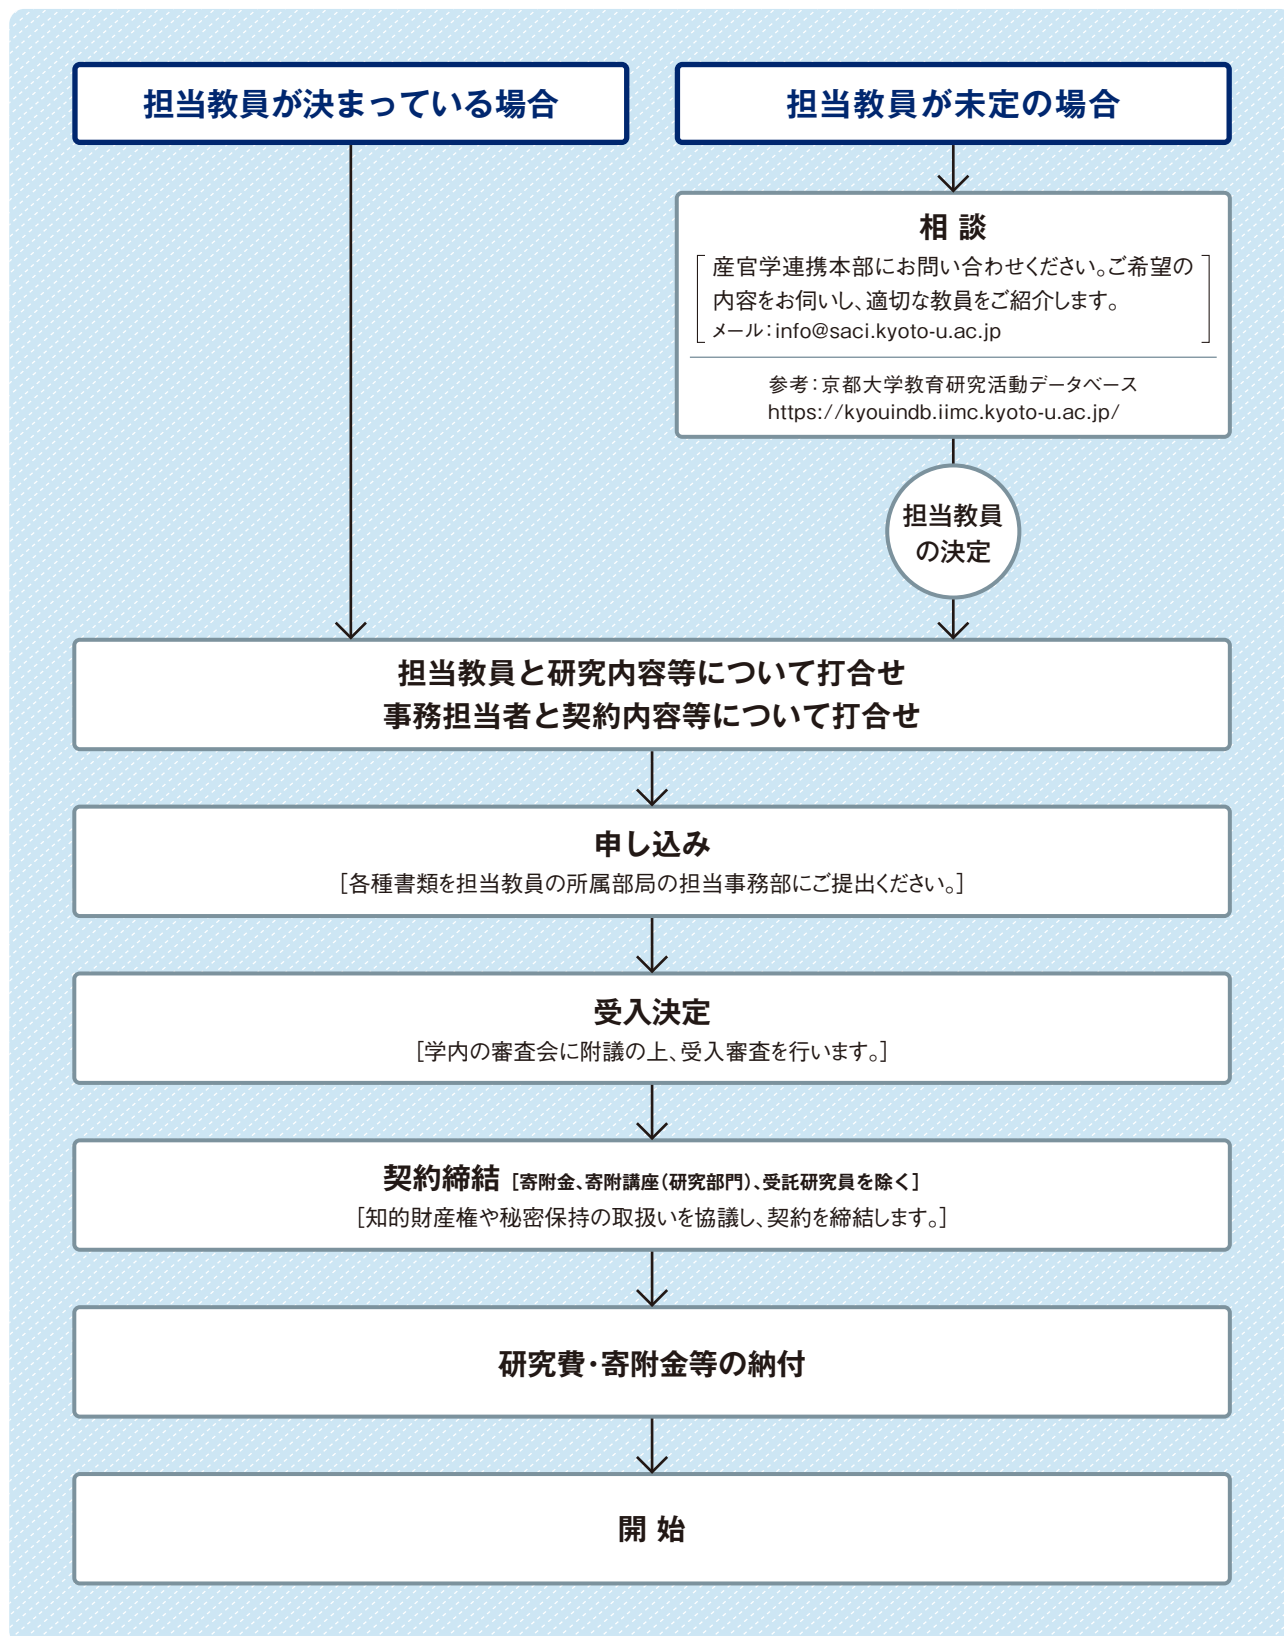 担当教員が決まっている場合
担当教員が未定の場合
相 談
産官学連携本部にお問い合わせください。ご希望の
内容をお伺いし、適切な教員をご紹介します。
メール：info@saci.kyoto-u.ac.jp
参考：京都大学教育研究活動データベース
https://kyouindb.iimc.kyoto-u.ac.jp/
担当教員
の決定
担当教員と研究内容等について打合せ
事務担当者と契約内容等について打合せ
申し込み
［各種書類を担当教員の所属部局の担当事務部にご提出ください。］
受入決定
［学内の審査会に附議の上、受入審査を行います。］
契約締結［寄附金、寄附講座（研究部門）、受託研究員を除く］
［知的財産権や秘密保持の取扱いを協議し、契約を締結します。］
研究費・寄附金等の納付
開 始